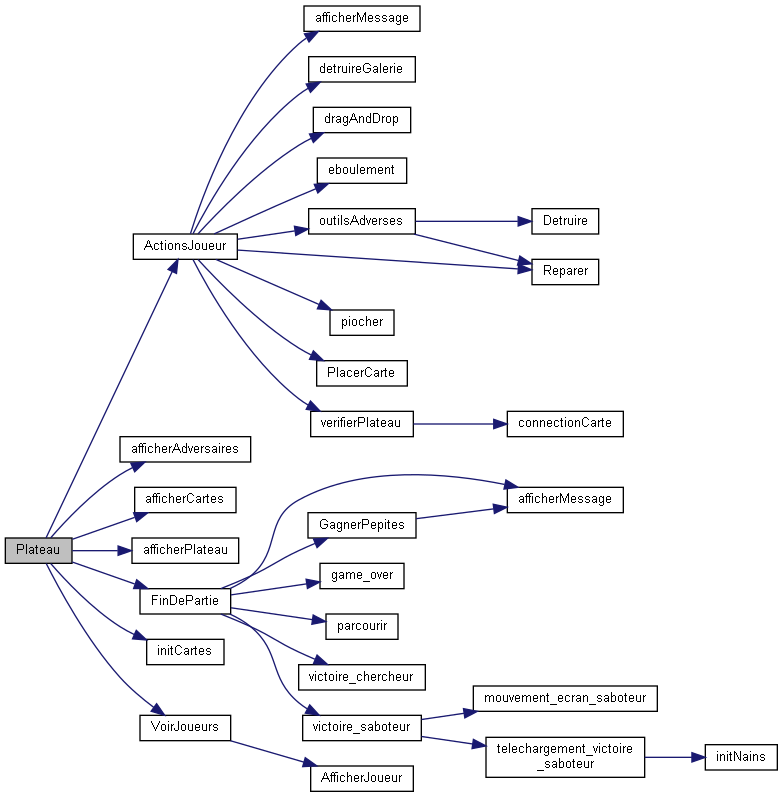 afficherMessage
detruireGalerie
dragAndDrop
eboulement
outilsAdverses
Detruire
ActionsJoueur
Reparer
piocher
PlacerCarte
verifierPlateau
connectionCarte
afficherAdversaires
afficherCartes
afficherMessage
GagnerPepites
Plateau
afficherPlateau
game_over
FinDePartie
parcourir
initCartes
victoire_chercheur
mouvement_ecran_saboteur
VoirJoueurs
victoire_saboteur
telechargement_victoire
_saboteur
initNains
AfficherJoueur